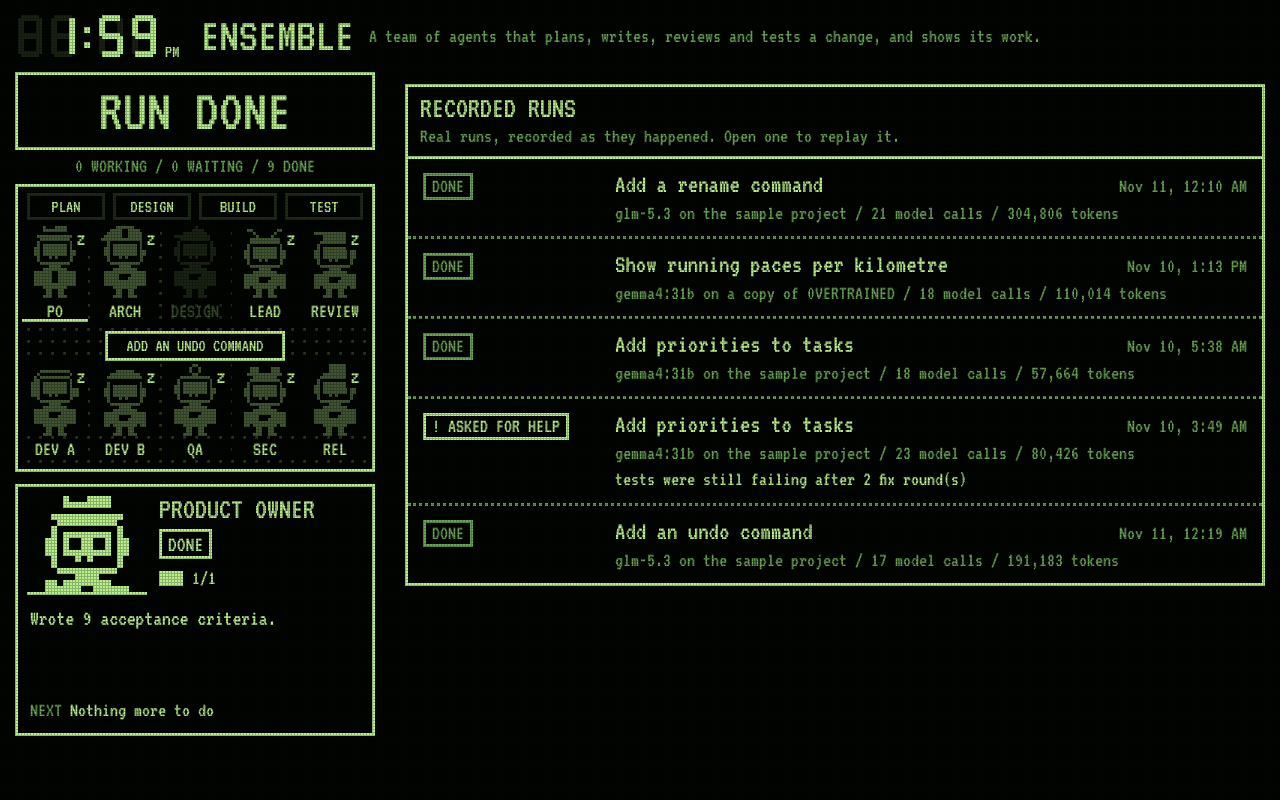 1:59 PM
ENSEMBLE
A team of agents that plans, writes, reviews and tests a change, and shows its work.
RUN DONE
0 WORKING / 0 WAITING / 9 DONE
PLAN DESIGN BUILD TEST
Z Z Z Z
PO ARCH DESIGN LEAD REVIEW
ADD AN UNDO COMMAND
Z Z Z Z Z
DEV A DEV B QA SEC REL
PRODUCT OWNER
DONE
1/1
Wrote 9 acceptance criteria.
NEXT Nothing more to do
RECORDED RUNS
Real runs, recorded as they happened. Open one to replay it.
DONE Add a rename command Nov 11, 12:10 AM
glm-5.3 on the sample project / 21 model calls / 304,806 tokens
DONE Show running paces per kilometre Nov 10, 1:13 PM
gemma4:31b on a copy of 0VERTRAINED / 18 model calls / 110,014 tokens
DONE Add priorities to tasks Nov 10, 5:38 AM
gemma4:31b on the sample project / 18 model calls / 57,664 tokens
! ASKED FOR HELP Add priorities to tasks Nov 10, 3:49 AM
gemma4:31b on the sample project / 23 model calls / 80,426 tokens
tests were still failing after 2 fix round(s)
DONE Add an undo command Nov 11, 12:19 AM
glm-5.3 on the sample project / 17 model calls / 191,183 tokens